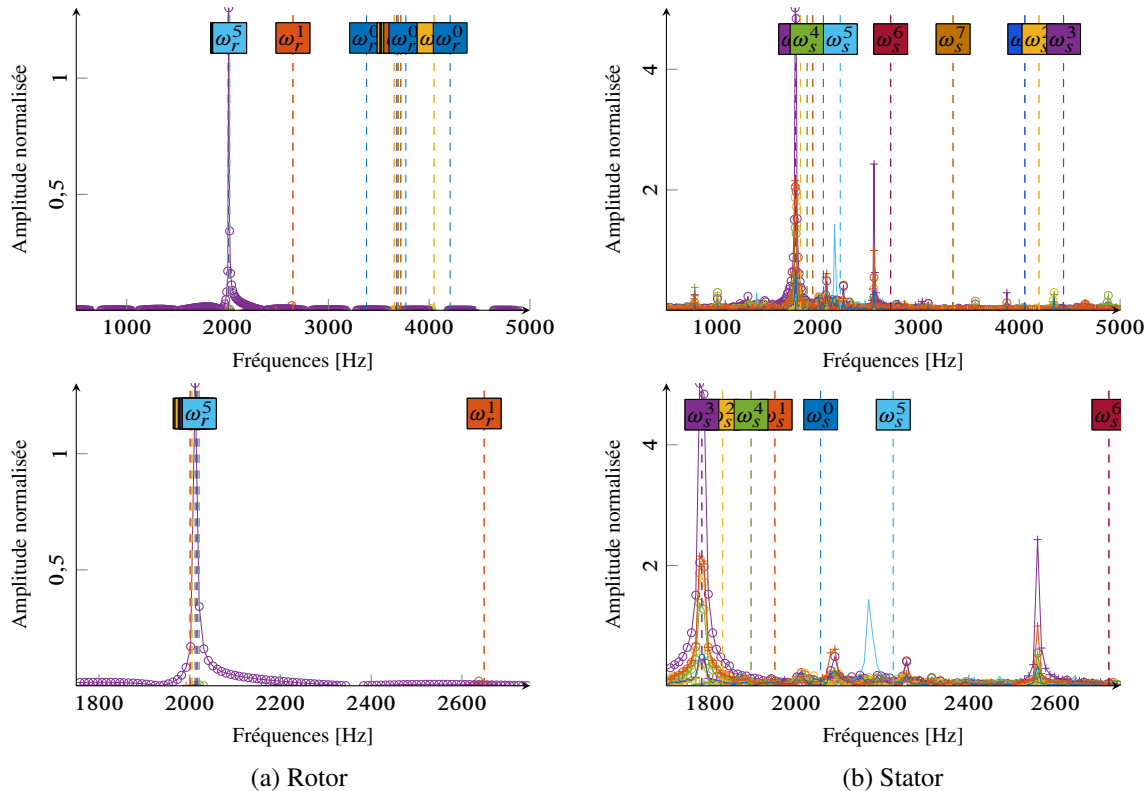 ω_r^5 ω_r^1 ω_r^0 ω_r^0 ω_r^0
1
0,5
Amplitude normalisée
1000 2000 3000 4000 5000
Fréquences [Hz]
ω_s^4 ω_s^5 ω_s^6 ω_s^7 ω_s^3
4
2
Amplitude normalisée
1000 2000 3000 4000 5000
Fréquences [Hz]
ω_r^5 ω_r^1
1
0,5
Amplitude normalisée
1800 2000 2200 2400 2600
Fréquences [Hz]
(a) Rotor
ω_s^3 ω_s^2 ω_s^4 ω_s^1 ω_s^0 ω_s^5 ω_s^6
4
2
Amplitude normalisée
1800 2000 2200 2400 2600
Fréquences [Hz]
(b) Stator